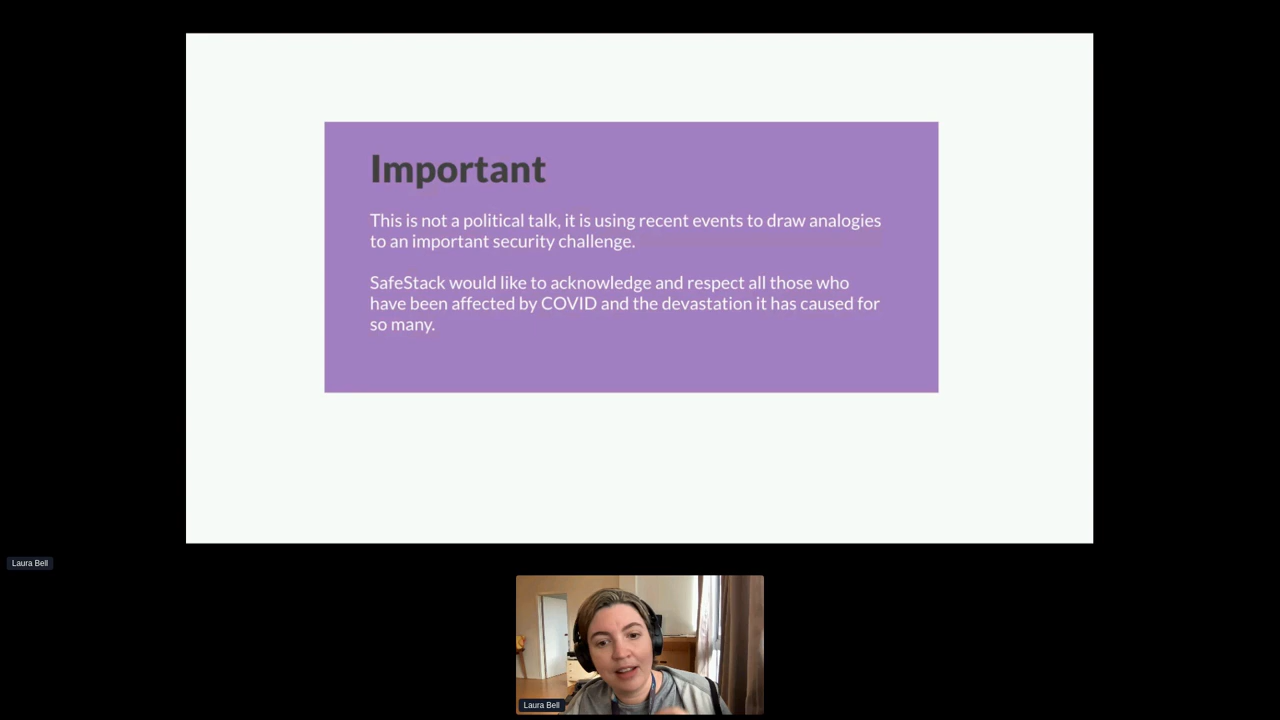 Important
This is not a political talk, it is using recent events to draw analogies
to an important security challenge.
SafeStack would like to acknowledge and respect all those who
have been affected by COVID and the devastation it has caused for
so many.
Laura Bell
Laura Bell